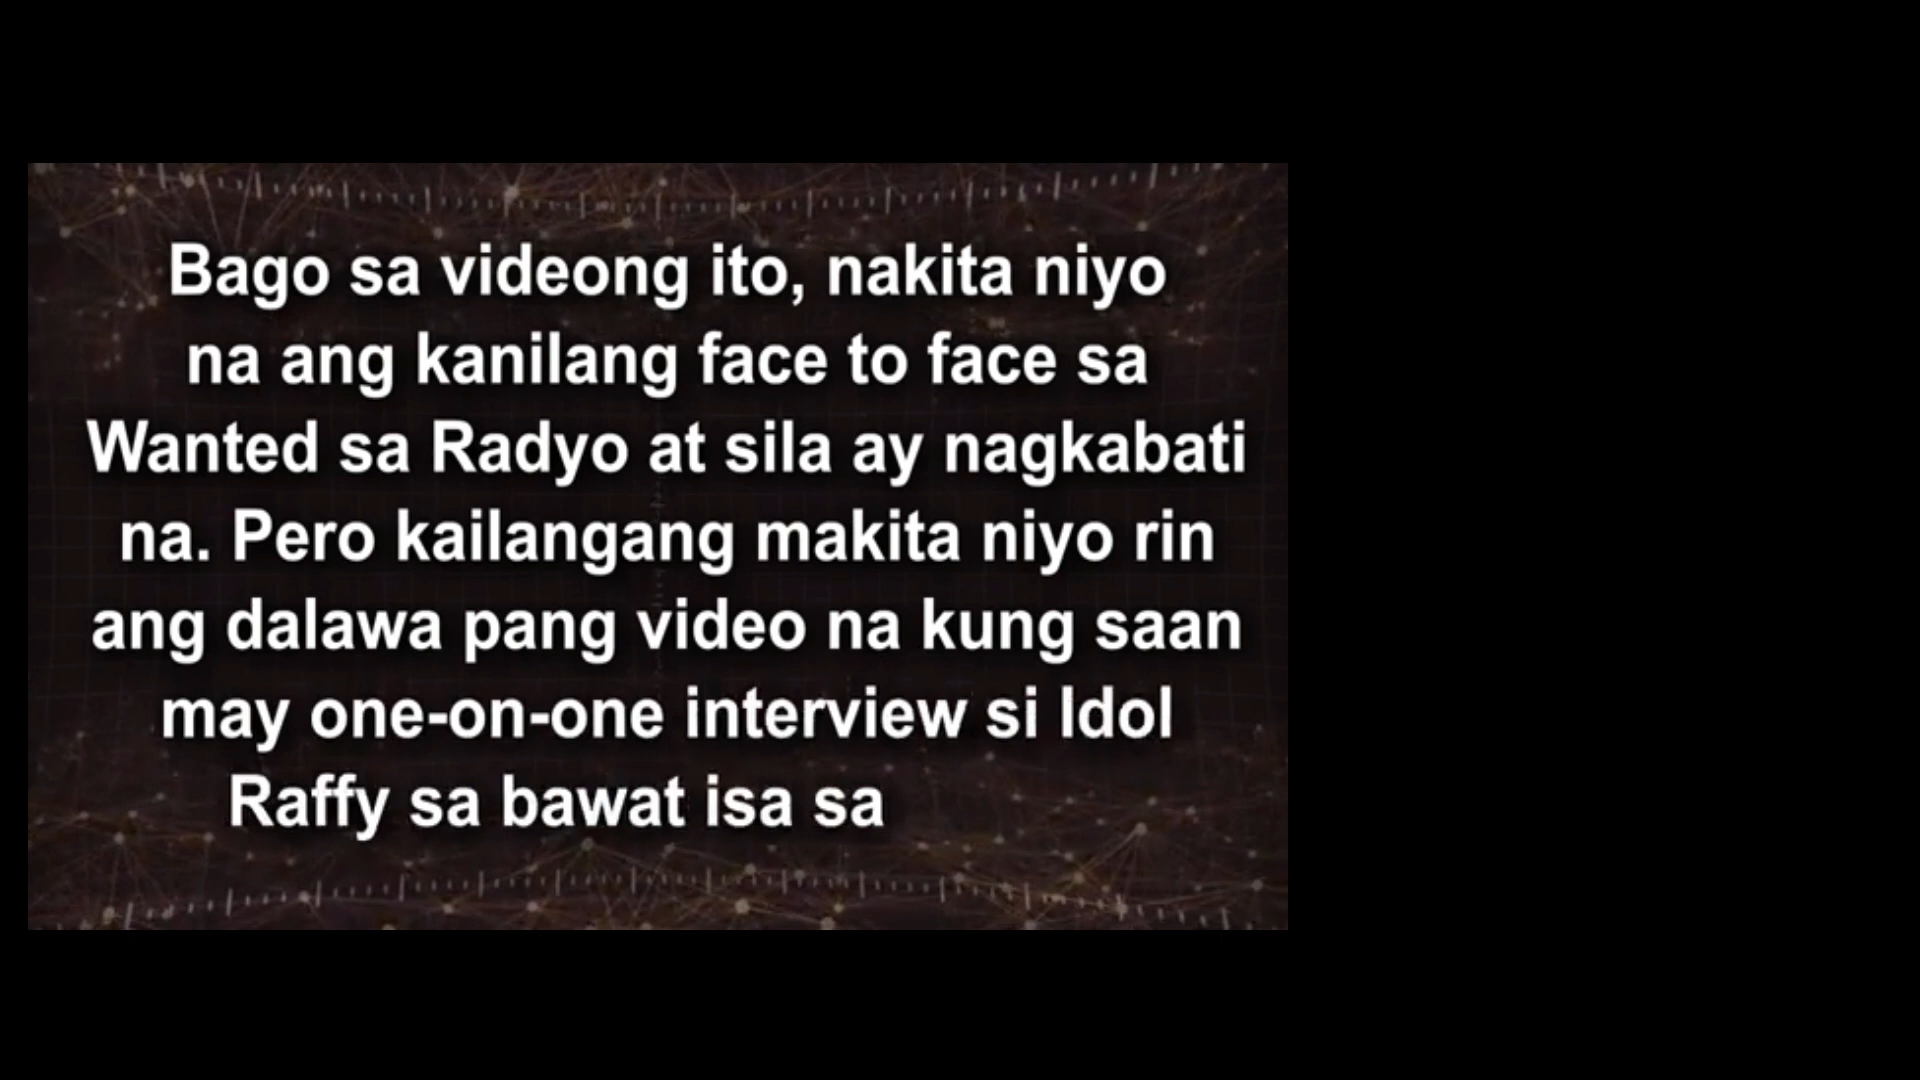 Bago sa videong ito, nakita niyo
na ang kanilang face to face sa
Wanted sa Radyo at sila ay nagkabati
na. Pero kailangang makita niyo rin
ang dalawa pang video na kung saan
may one-on-one interview si Idol
Raffy sa bawat isa sa